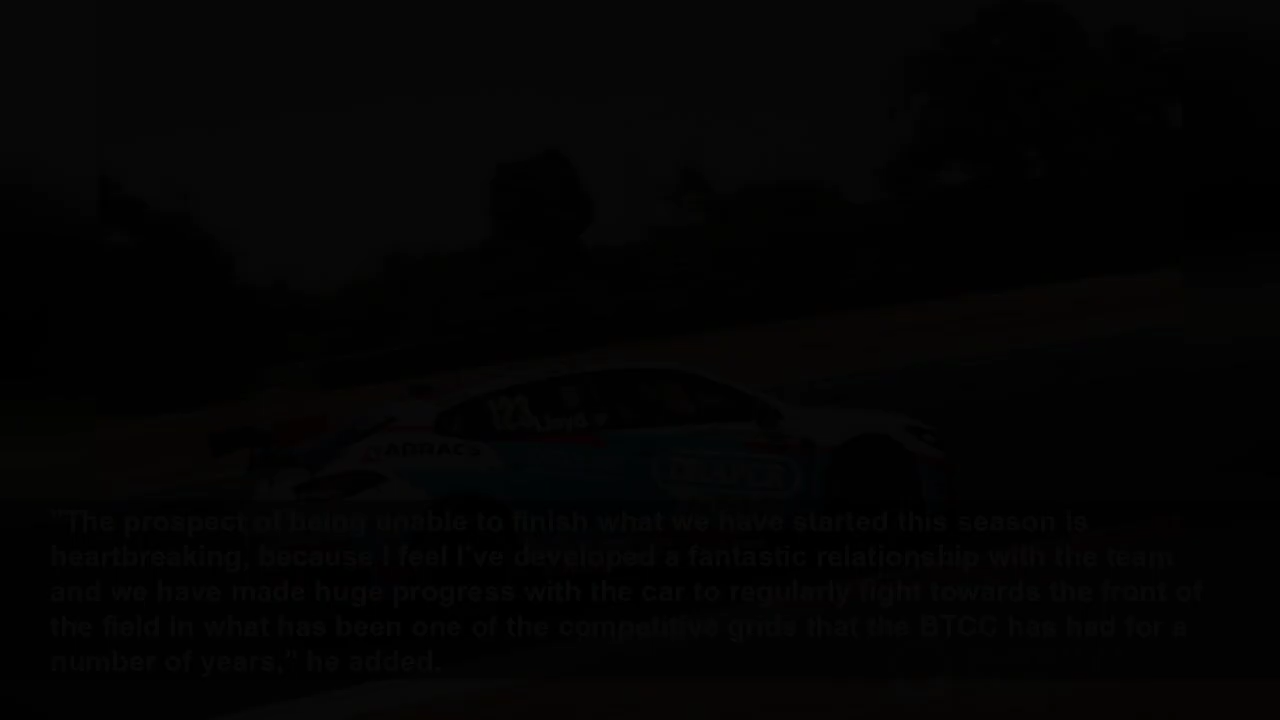 123
Lloyd
ADRACS
"The prospect of being unable to finish what we have started this season is
heartbreaking, because I feel I've developed a fantastic relationship with the team
and we have made huge progress with the car to regularly fight towards the front of
the field in what has been one of the competitive grids that the BTCC has had for a
number of years," he added.